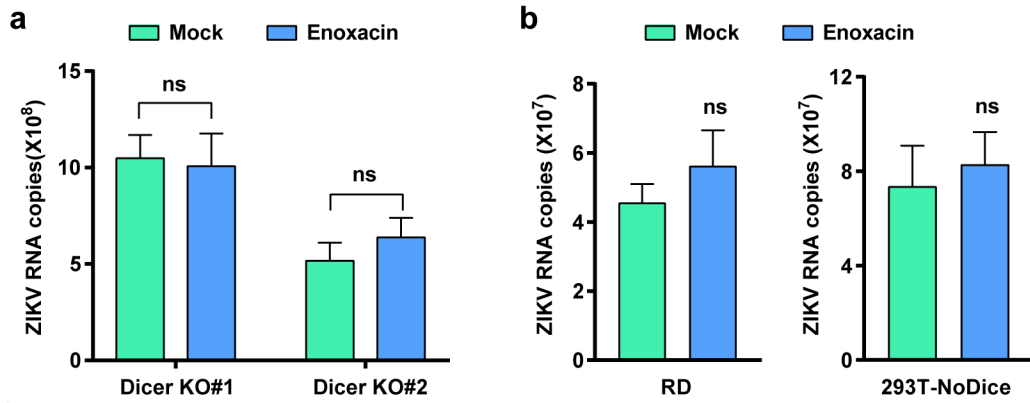 a
Mock Enoxacin
ZIKV RNA copies(X10⁸)
15
10
5
0
ns
ns
Dicer KO#1 Dicer KO#2
b
Mock Enoxacin
ZIKV RNA copies (X10⁷)
8
6
4
2
0
ns
RD
ZIKV RNA copies (X10⁷)
12
8
4
0
ns
293T-NoDice